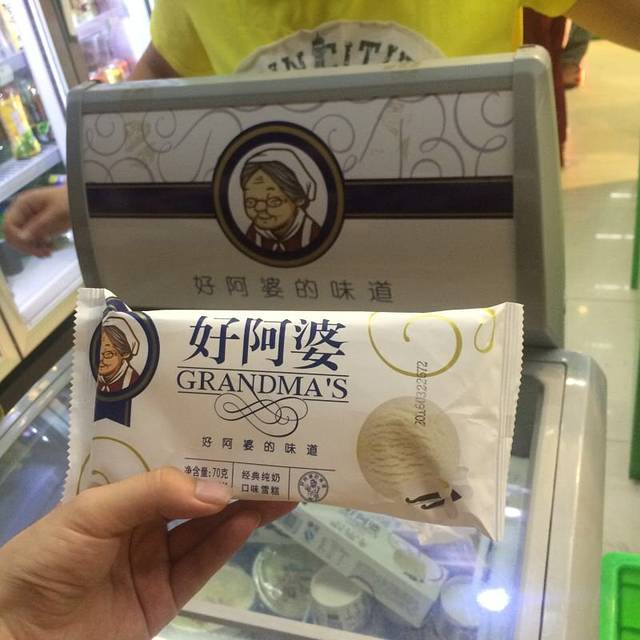 INCITY
好阿婆的味道
好阿婆
GRANDMA'S
好阿婆的味道
净含量:70克
经典纯奶
口味雪糕